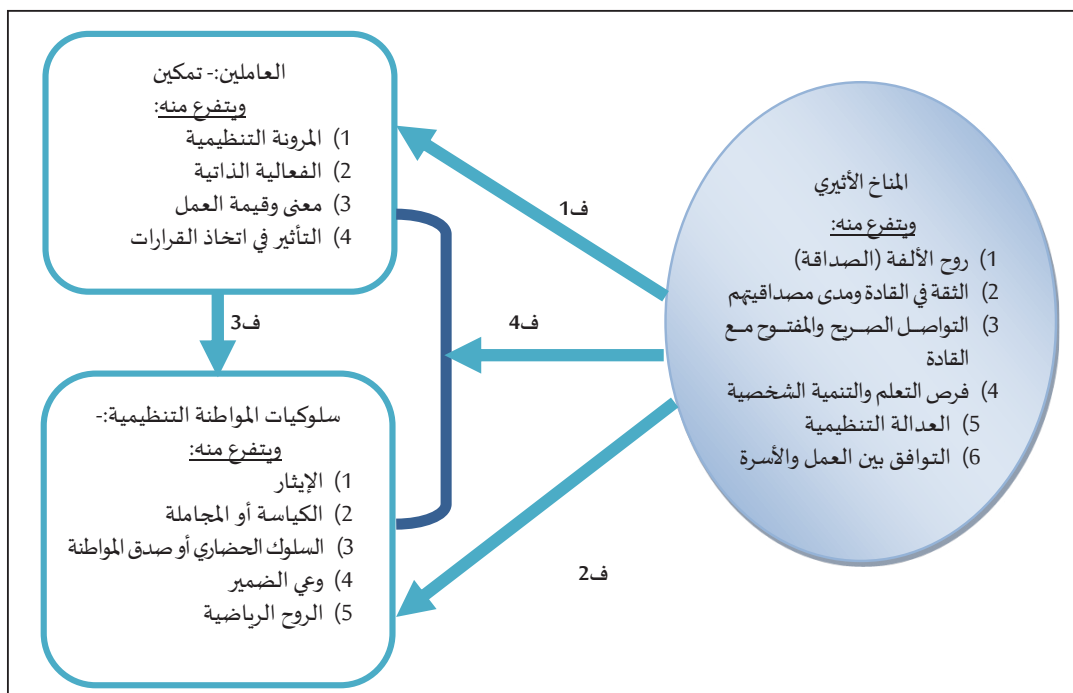 العاملين:- تمكين
ويتفرع منه:
1) المرونة التنظيمية
2) الفعالية الذاتية
3) معنى وقيمة العمل
4) التأثير في اتخاذ القرارات
ف1
المناخ الأثيري
ويتفرع منه:
1) روح الألفة (الصداقة)
2) الثقة في القادة ومدى مصداقيتهم
3) التواصل الصريح والمفتوح مع
القادة
4) فرص التعلم والتنمية الشخصية
5) العدالة التنظيمية
6) التوافق بين العمل والأسرة
ف3
ف4
سلوكيات المواطنة التنظيمية:-
ويتفرع منه:
1) الإيثار
2) الكياسة أو المجاملة
3) السلوك الحضاري أو صدق المواطنة
4) وعي الضمير
5) الروح الرياضية
ف2